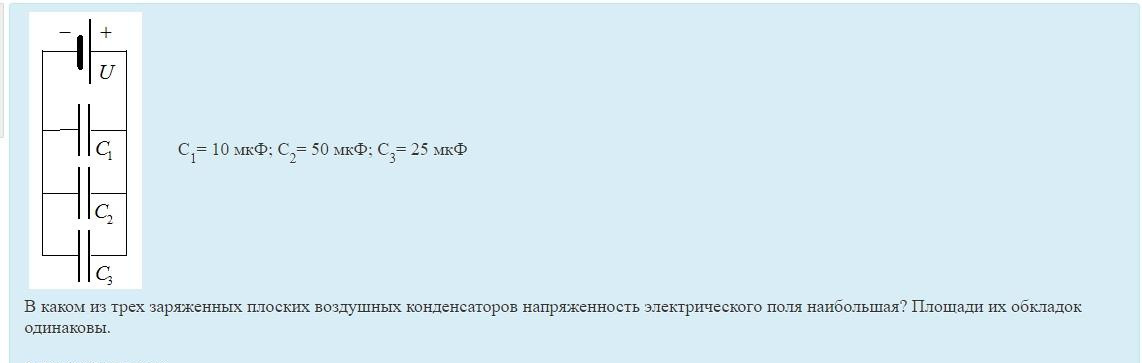 − +
U
C₁
C₁= 10 мкФ; C₂= 50 мкФ; C₃= 25 мкФ
C₂
C₃
В каком из трех заряженных плоских воздушных конденсаторов напряженность электрического поля наибольшая? Площади их обкладок
одинаковы.